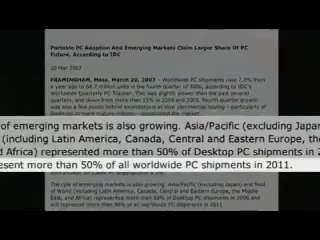 Portable PC Adoption And Emerging Markets Claim Larger Share Of PC
Future, According to IDC
20 Mar 2007
FRAMINGHAM, Mass, March 20, 2007 – Worldwide PC shipments rose 7.3% from
a year ago to 64.7 million units in the fourth quarter of 2006, according to IDC's
Worldwide Quarterly PC Tracker. This was slightly slower than the past several
quarters, and down from more than 15% in 2004 and 2005. Fourth quarter growth
was also a few points behind expectations as slow commercial buying – particularly of
of emerging markets is also growing. Asia/Pacific (excluding Japan
(including Latin America, Canada, Central and Eastern Europe, the
d Africa) represented more than 50% of Desktop PC shipments in 2
esent more than 50% of all worldwide PC shipments in 2011.
The role of emerging markets is also growing. Asia/Pacific (excluding Japan) and Rest
of World (including Latin America, Canada, Central and Eastern Europe, the Middle
East, and Africa) represented more than 50% of Desktop PC shipments in 2006 and
will represent more than 50% of all worldwide PC shipments in 2011.